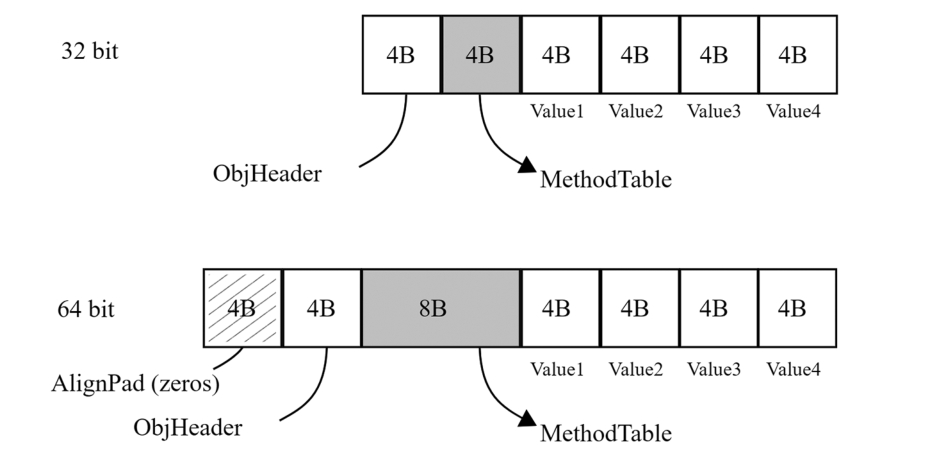 32 bit
4B 4B 4B 4B 4B 4B
Value1 Value2 Value3 Value4
ObjHeader
MethodTable
64 bit
4B 4B 8B 4B 4B 4B 4B
Value1 Value2 Value3 Value4
AlignPad (zeros)
ObjHeader
MethodTable